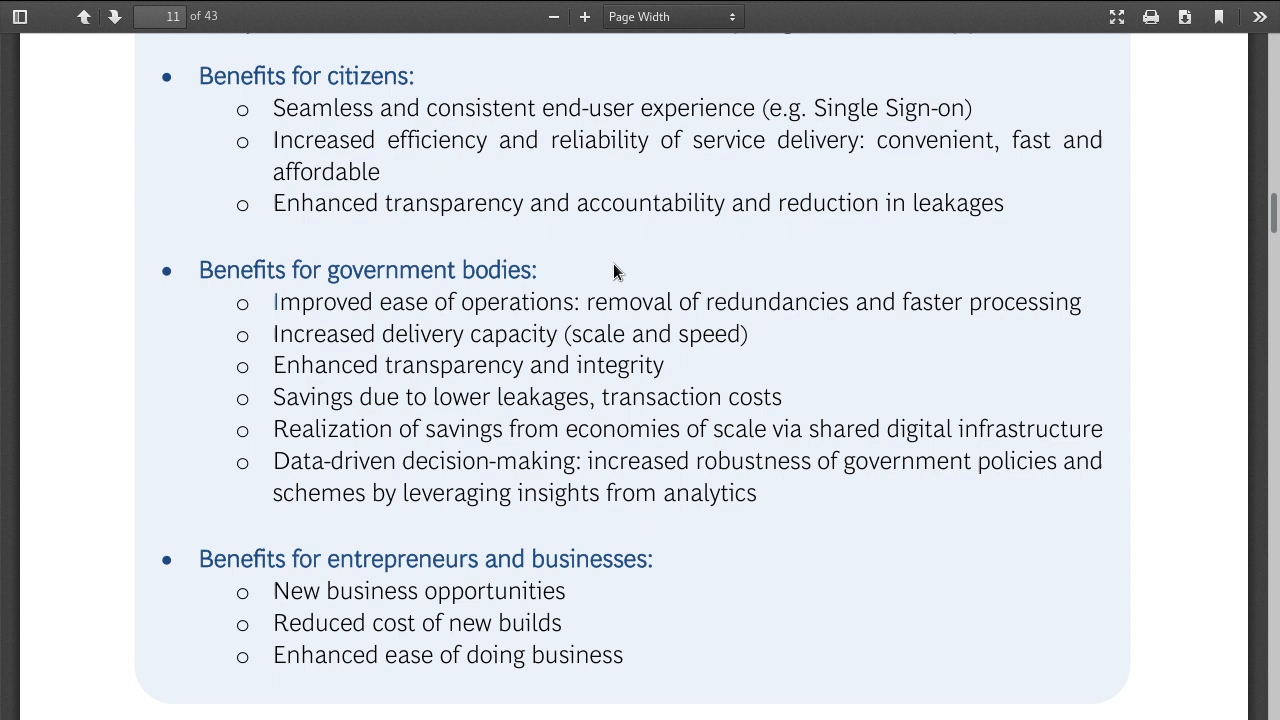 11 of 43
Page Width
• Benefits for citizens:
o Seamless and consistent end-user experience (e.g. Single Sign-on)
o Increased efficiency and reliability of service delivery: convenient, fast and
affordable
o Enhanced transparency and accountability and reduction in leakages
• Benefits for government bodies:
o Improved ease of operations: removal of redundancies and faster processing
o Increased delivery capacity (scale and speed)
o Enhanced transparency and integrity
o Savings due to lower leakages, transaction costs
o Realization of savings from economies of scale via shared digital infrastructure
o Data-driven decision-making: increased robustness of government policies and
schemes by leveraging insights from analytics
• Benefits for entrepreneurs and businesses:
o New business opportunities
o Reduced cost of new builds
o Enhanced ease of doing business